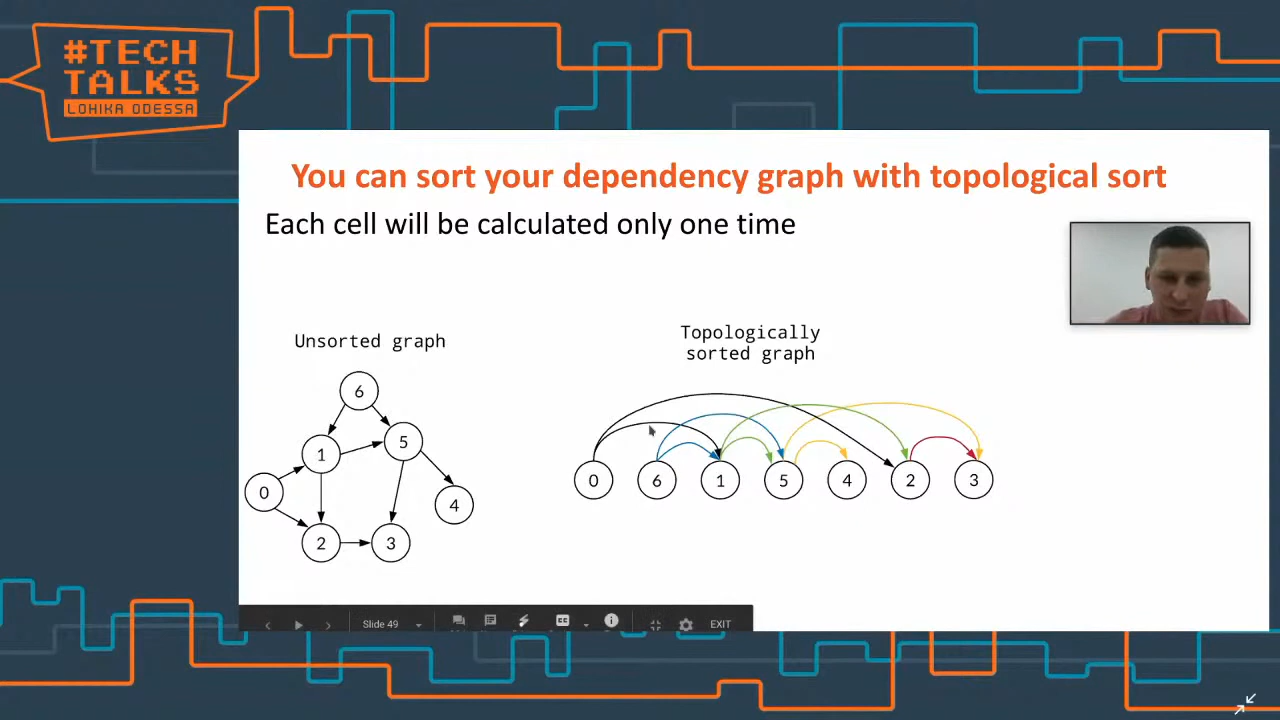 #TECH
TALKS
LOHIKA ODESSA
You can sort your dependency graph with topological sort
Each cell will be calculated only one time
Unsorted graph
6
1
5
0
4
2
3
Topologically
sorted graph
0 6 1 5 4 2 3
Slide 49
EXIT